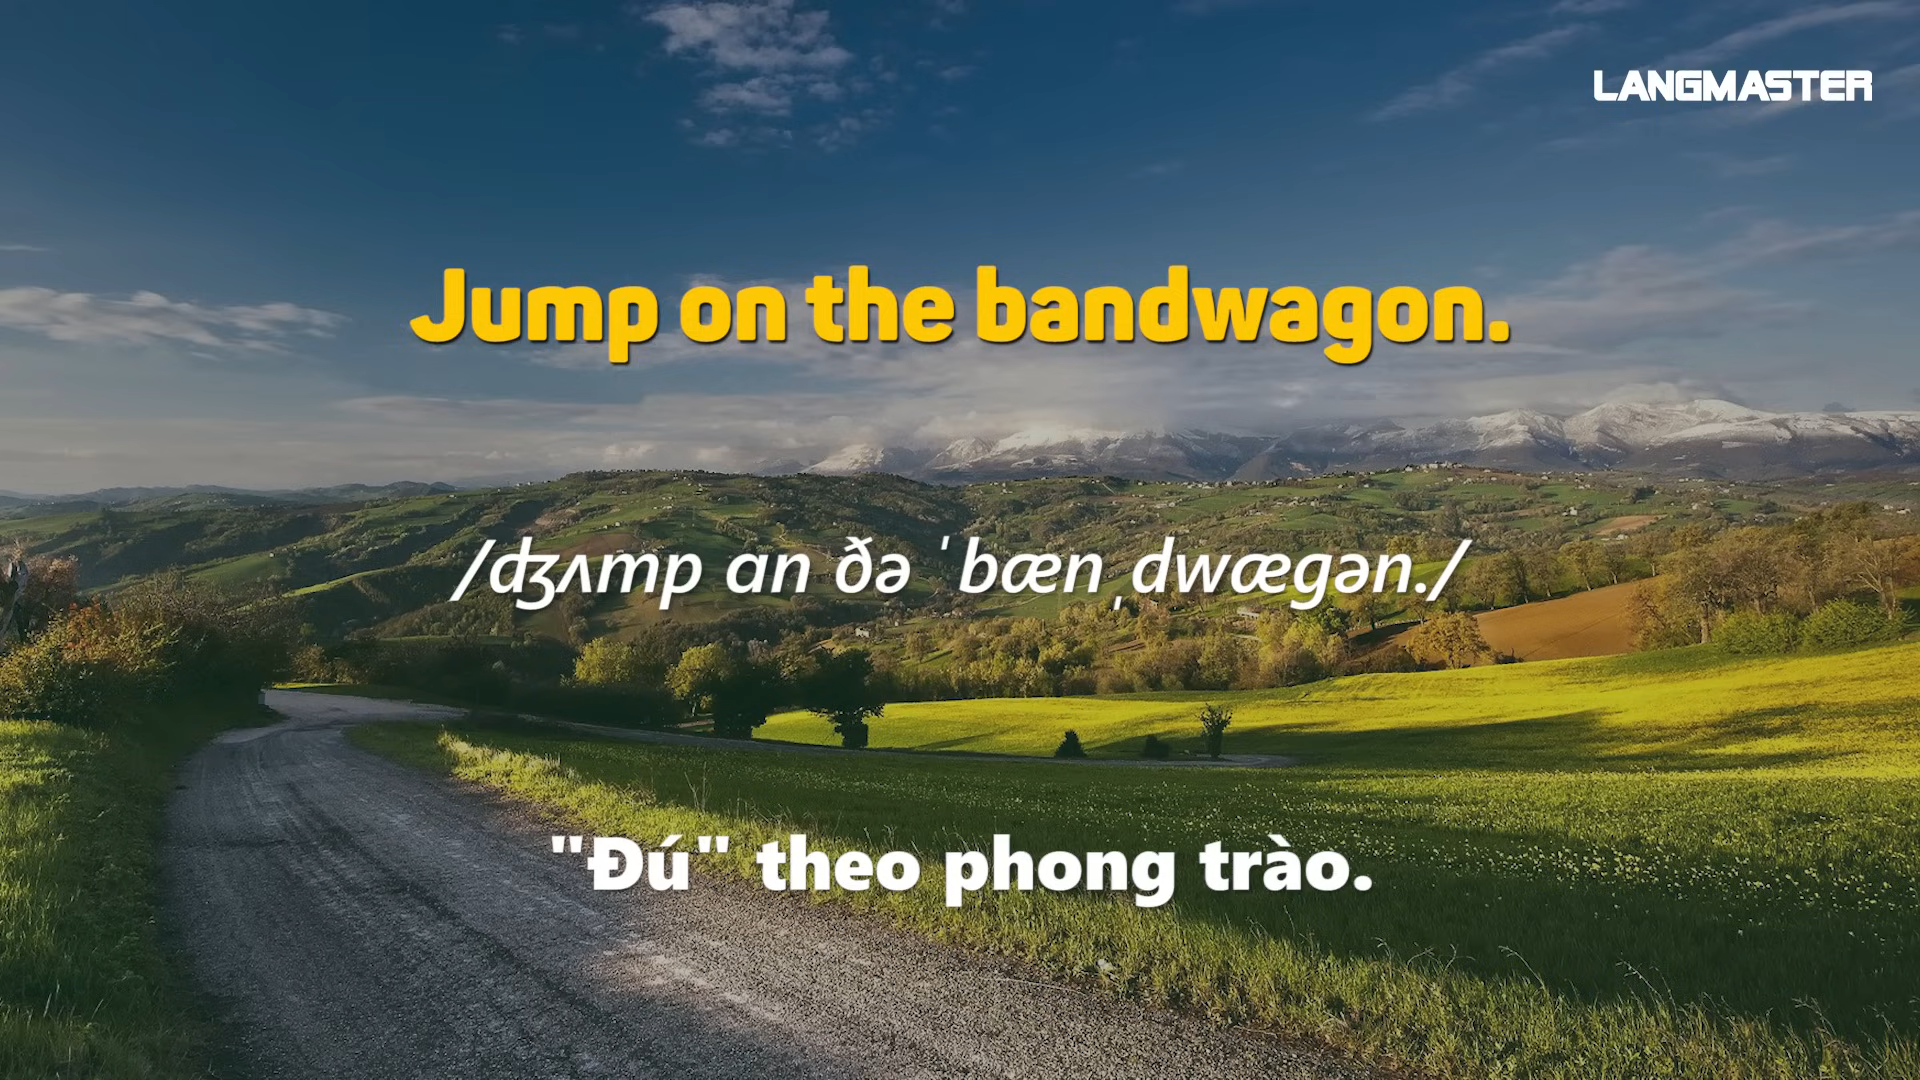 LANGMASTER
Jump on the bandwagon.
/ʤʌmp ɑn ðə ˈbænˌdwægən./
"Đú" theo phong trào.